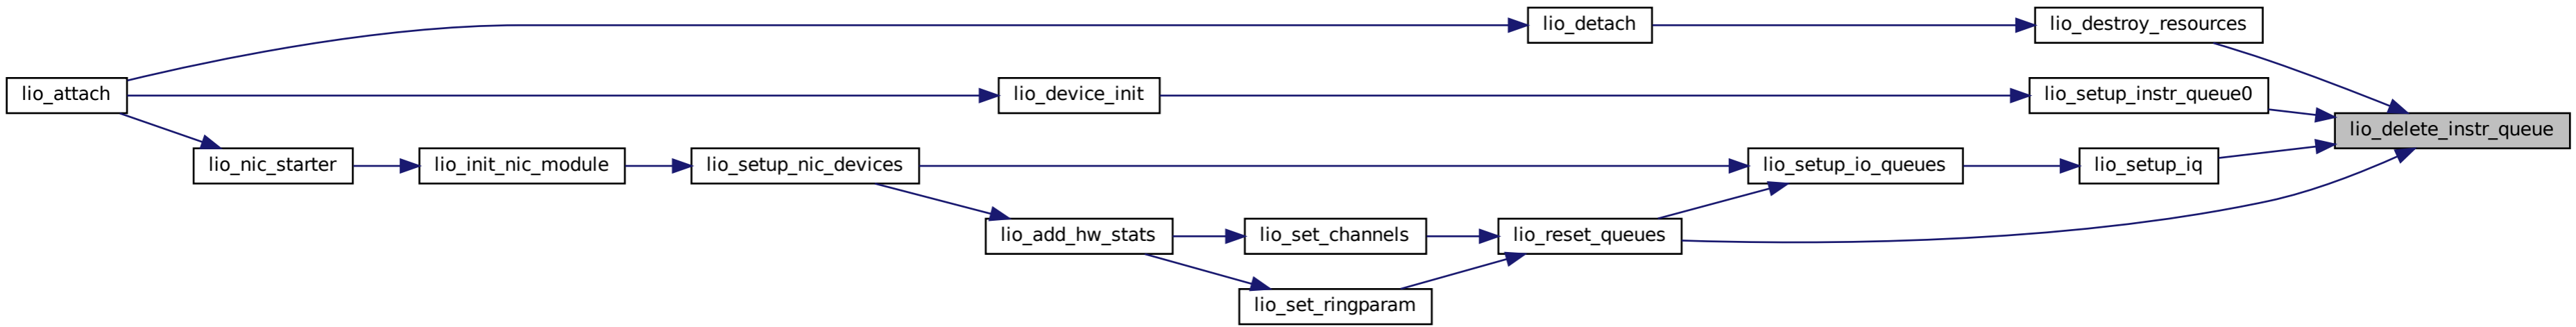 lio_detach
lio_destroy_resources
lio_attach
lio_device_init
lio_setup_instr_queue0
lio_delete_instr_queue
lio_nic_starter
lio_init_nic_module
lio_setup_nic_devices
lio_setup_io_queues
lio_setup_iq
lio_add_hw_stats
lio_set_channels
lio_reset_queues
lio_set_ringparam